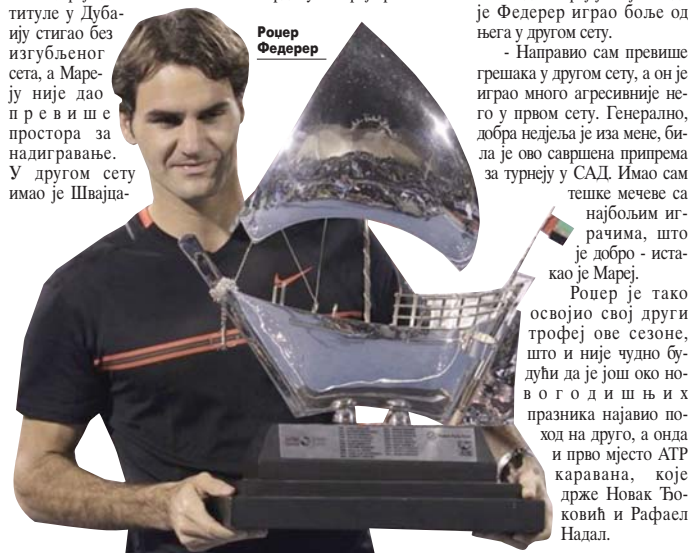 титуле у Дуба-
ију стигао без
изгубљеног
сета, а Маре-
ју није дао
превише
простора за
надигравање.
У другом сету
имао је Швајца-
Роџер
Федерер
је Федерер играо боље од
њега у другом сету.
- Направио сам превише
грешака у другом сету, а он је
играо много агресивније не-
го у првом сету. Генерално,
добра недјеља је иза мене, би-
ла је ово савршена припрема
за турнеју у САД. Имао сам
тешке мечеве са
најбољим иг-
рачима, што
је добро - иста-
као је Мареј.
Роџер је тако
освојио свој други
трофеј ове сезоне,
што и није чудно бу-
дући да је још око но-
вогодишњих
празника најавио по-
ход на друго, а онда
и прво мјесто АТР
каравана, које
држе Новак Ђо-
ковић и Рафаел
Надал.